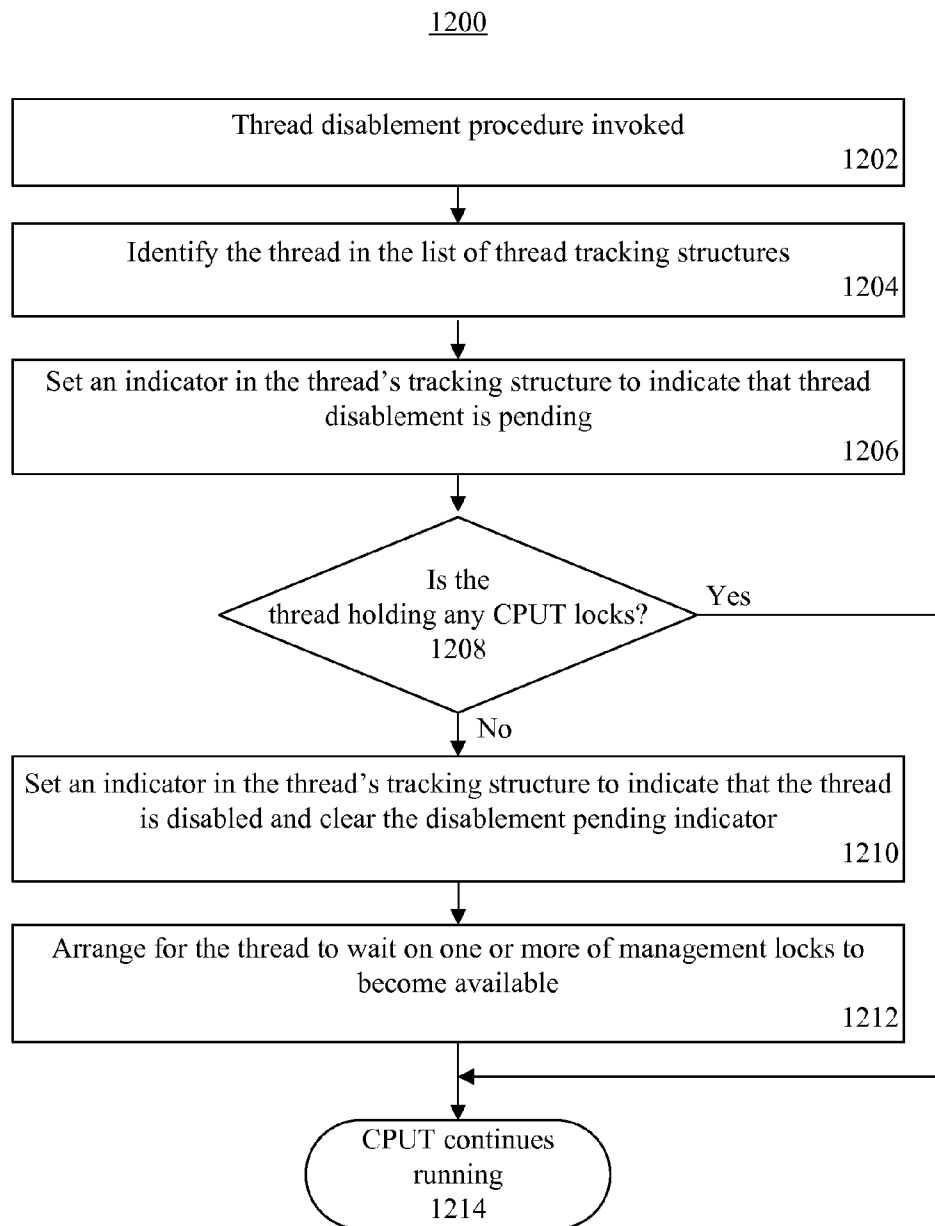 1200
Thread disablement procedure invoked
1202
Identify the thread in the list of thread tracking structures
1204
Set an indicator in the thread’s tracking structure to indicate that thread
disablement is pending
1206
Is the
thread holding any CPUT locks?
1208
Yes
No
Set an indicator in the thread’s tracking structure to indicate that the thread
is disabled and clear the disablement pending indicator
1210
Arrange for the thread to wait on one or more of management locks to
become available
1212
CPUT continues
running
1214